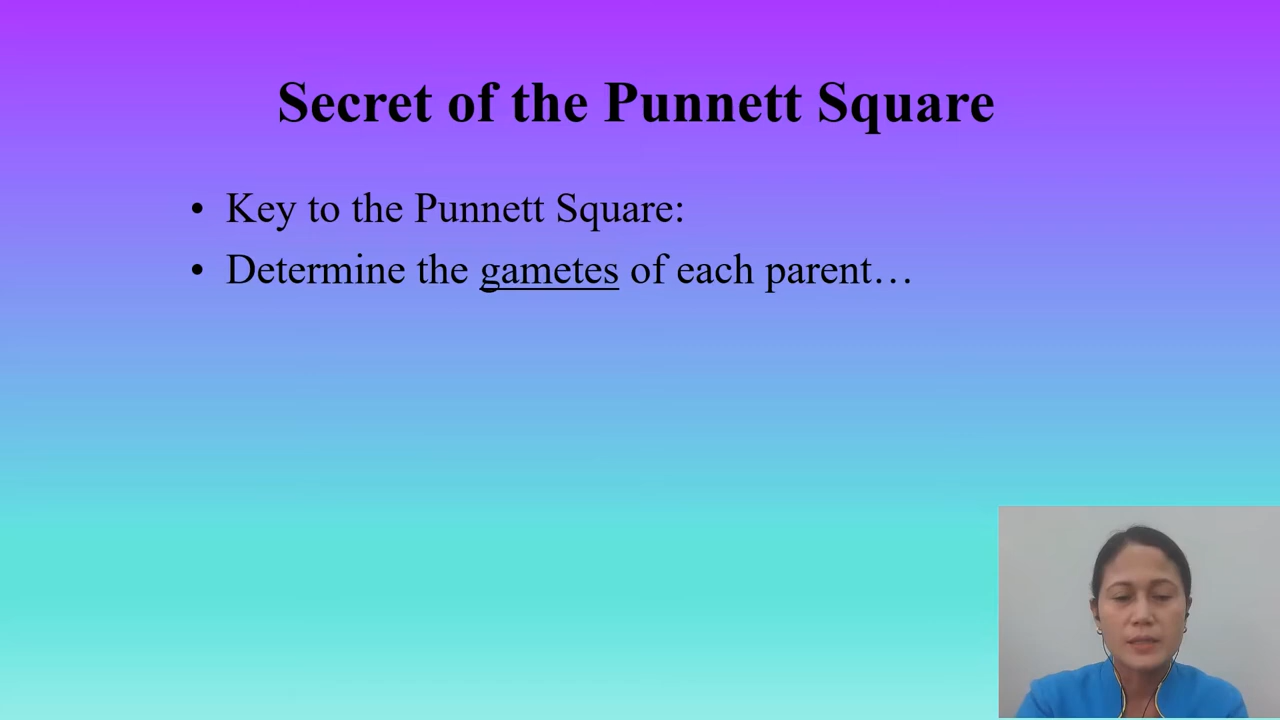 Secret of the Punnett Square
• Key to the Punnett Square:
• Determine the gametes of each parent…